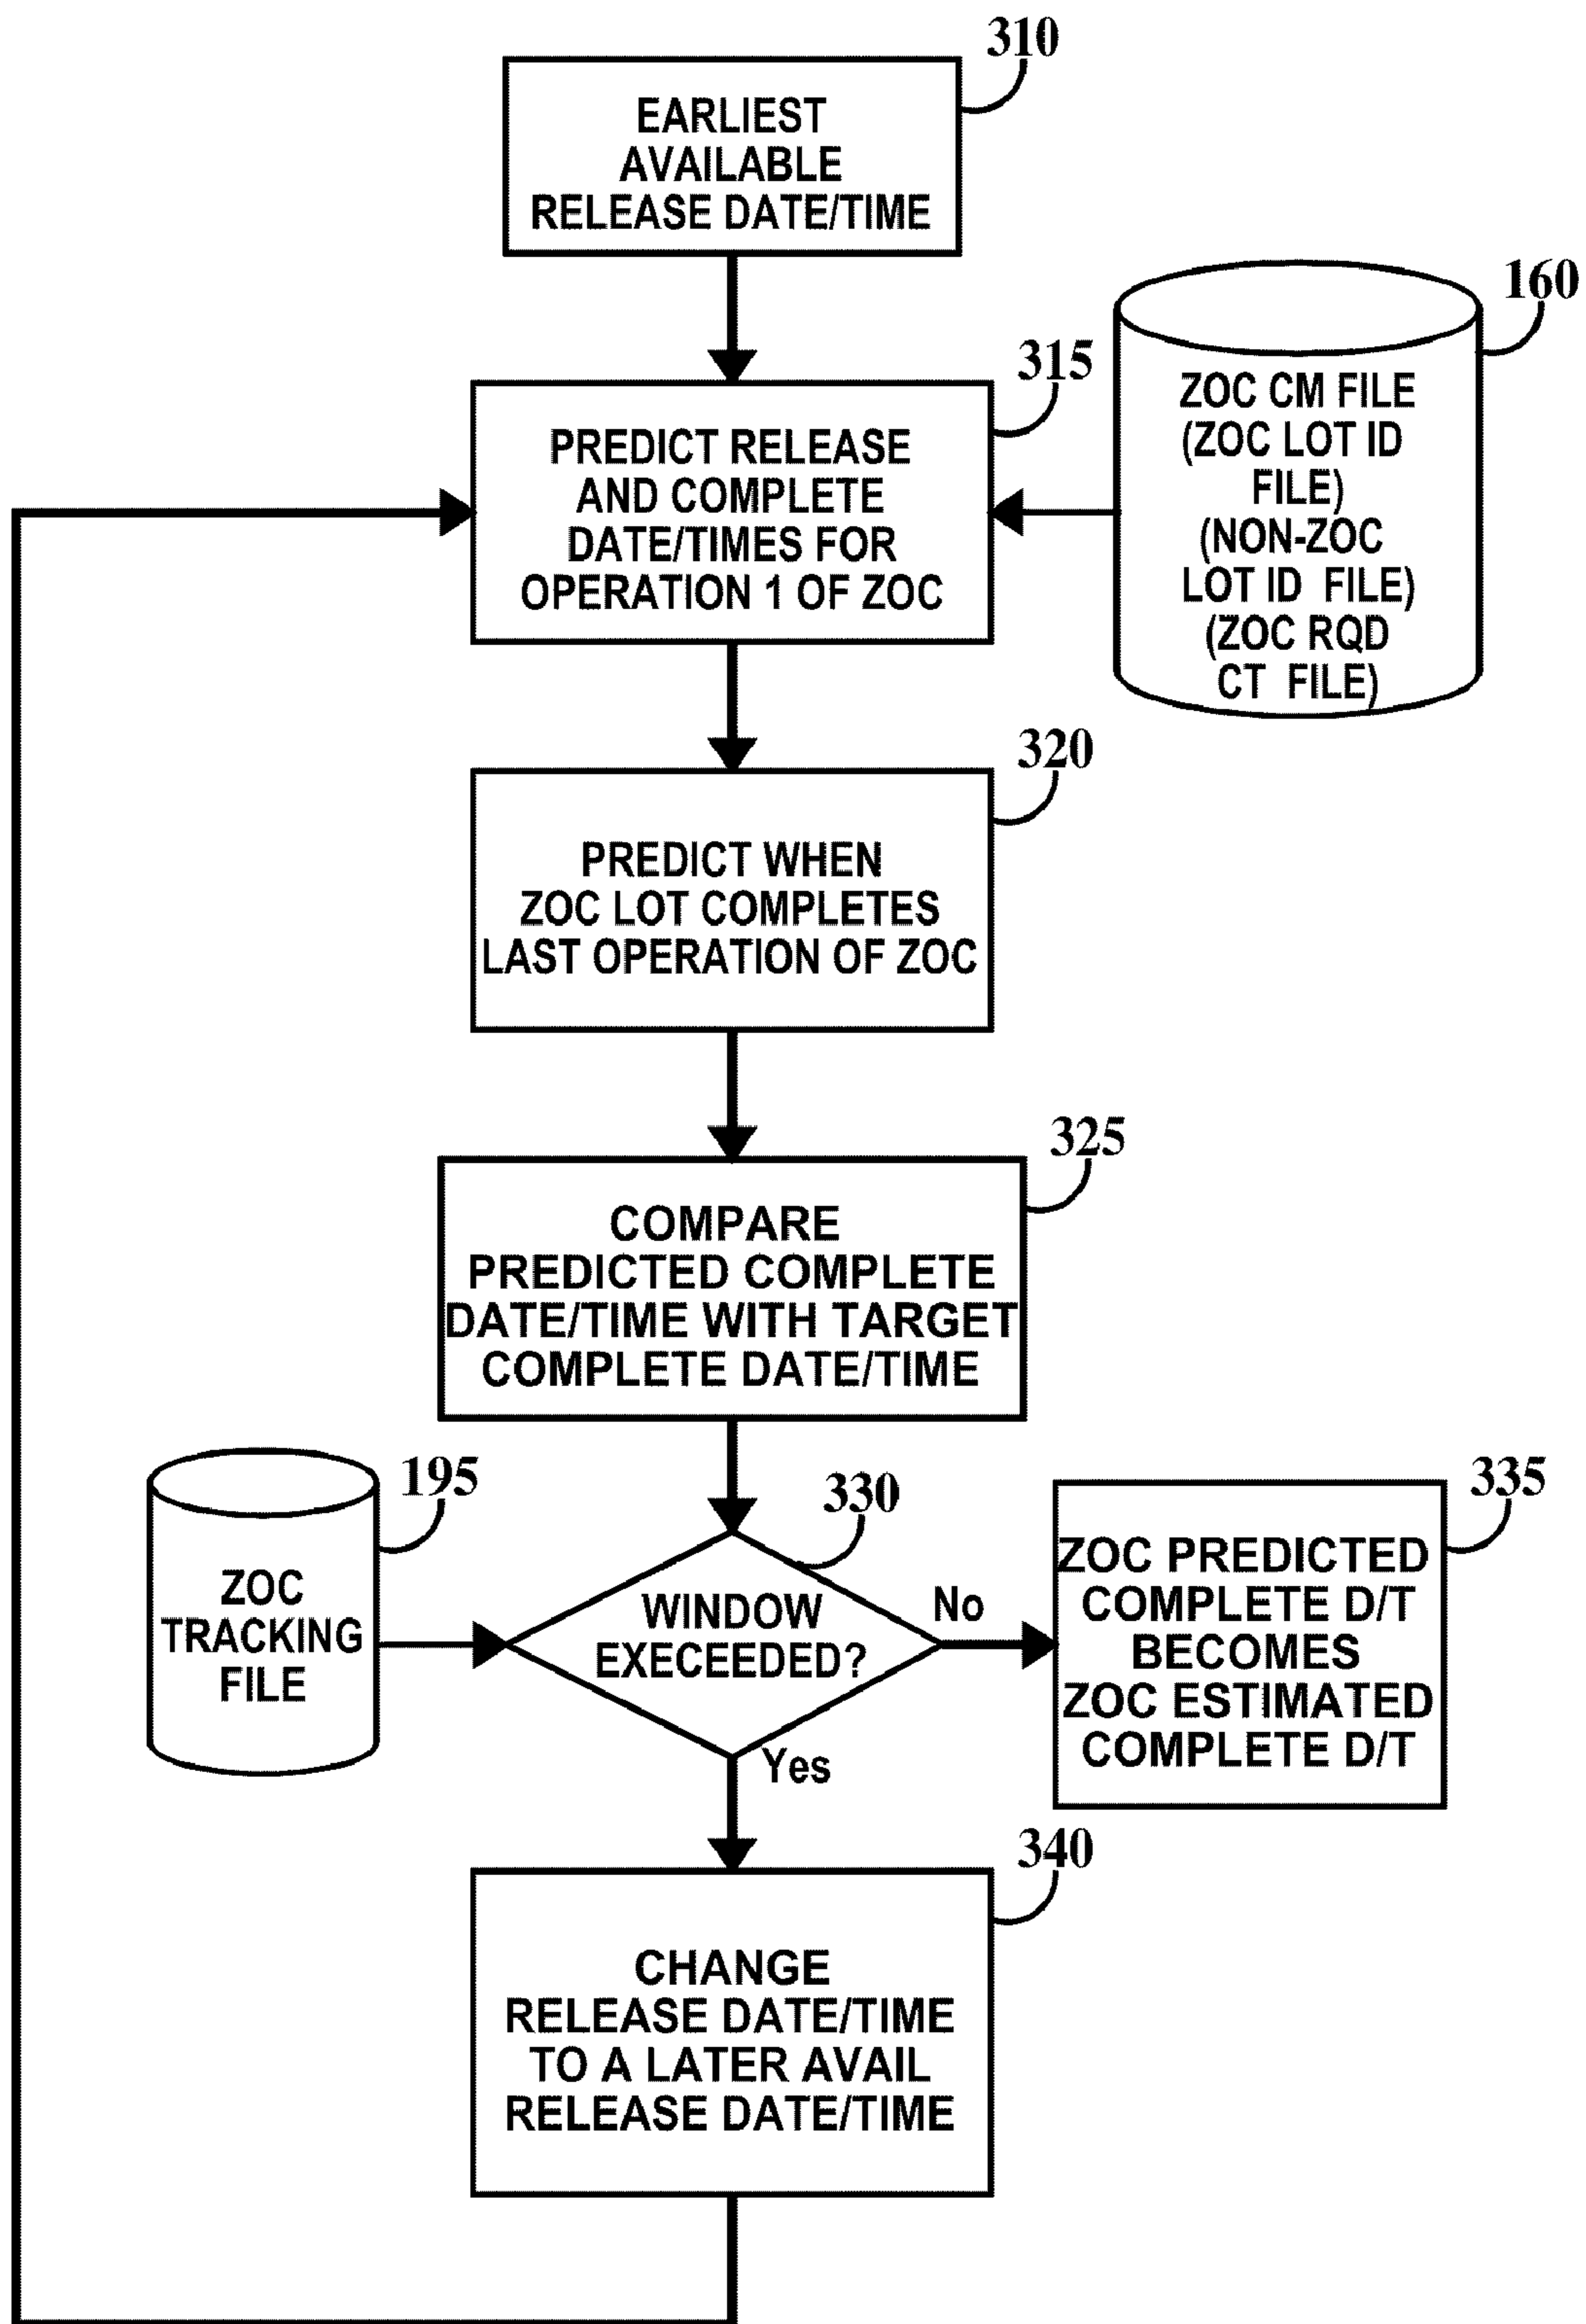 310
EARLIEST
AVAILABLE
RELEASE DATE/TIME
160
ZOC CM FILE
(ZOC LOT ID
FILE)
(NON-ZOC
LOT ID FILE)
(ZOC RQD
CT FILE)
315
PREDICT RELEASE
AND COMPLETE
DATE/TIMES FOR
OPERATION 1 OF ZOC
320
PREDICT WHEN
ZOC LOT COMPLETES
LAST OPERATION OF ZOC
325
COMPARE
PREDICTED COMPLETE
DATE/TIME WITH TARGET
COMPLETE DATE/TIME
195
ZOC
TRACKING
FILE
330
WINDOW
EXECEEDED?
No
Yes
335
ZOC PREDICTED
COMPLETE D/T
BECOMES
ZOC ESTIMATED
COMPLETE D/T
340
CHANGE
RELEASE DATE/TIME
TO A LATER AVAIL
RELEASE DATE/TIME